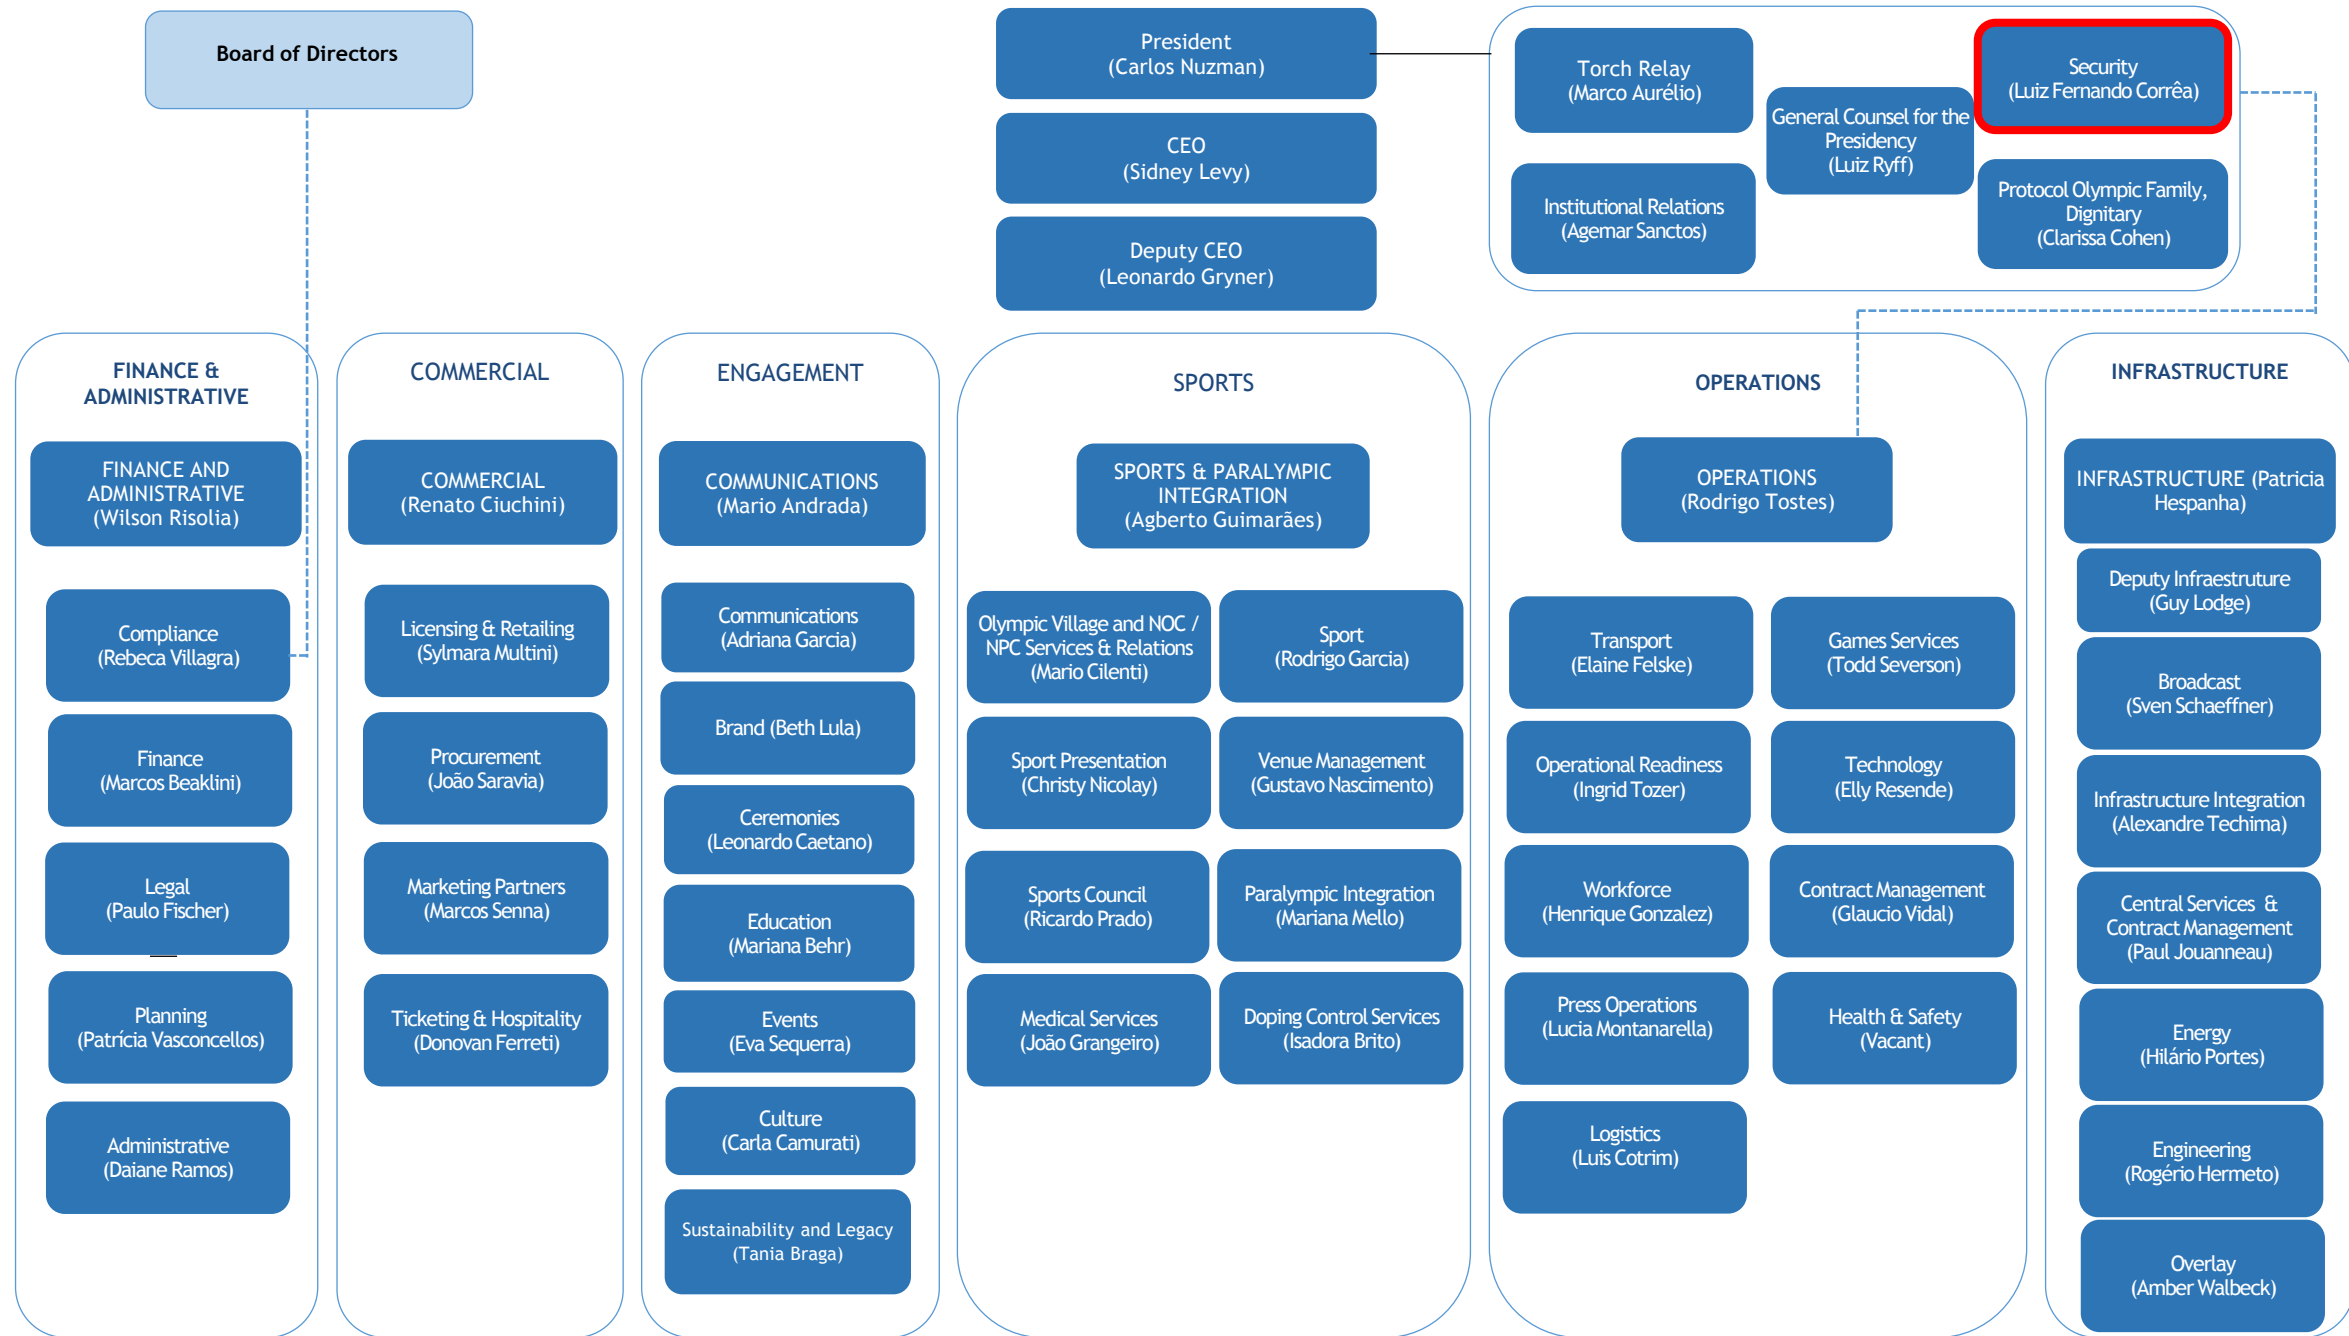 Board of Directors
President
(Carlos Nuzman)
CEO
(Sidney Levy)
Deputy CEO
(Leonardo Gryner)
Torch Relay
(Marco Aurélio)
General Counsel for the
Presidency
(Luiz Ryff)
Security
(Luiz Fernando Corrêa)
Institutional Relations
(Agemar Sanctos)
Protocol Olympic Family,
Dignitary
(Clarissa Cohen)
FINANCE &
ADMINISTRATIVE
FINANCE AND
ADMINISTRATIVE
(Wilson Risolia)
Compliance
(Rebeca Villagra)
Finance
(Marcos Beaklini)
Legal
(Paulo Fischer)
Planning
(Patrícia Vasconcellos)
Administrative
(Daiane Ramos)
COMMERCIAL
COMMERCIAL
(Renato Ciuchini)
Licensing & Retailing
(Sylmara Multini)
Procurement
(João Saravia)
Marketing Partners
(Marcos Senna)
Ticketing & Hospitality
(Donovan Ferreti)
ENGAGEMENT
COMMUNICATIONS
(Mario Andrada)
Communications
(Adriana Garcia)
Brand (Beth Lula)
Ceremonies
(Leonardo Caetano)
Education
(Mariana Behr)
Events
(Eva Sequerra)
Culture
(Carla Camurati)
Sustainability and Legacy
(Tania Braga)
SPORTS
SPORTS & PARALYMPIC
INTEGRATION
(Agberto Guimarães)
Olympic Village and NOC /
NPC Services & Relations
(Mario Cilenti)
Sport
(Rodrigo Garcia)
Sport Presentation
(Christy Nicolay)
Venue Management
(Gustavo Nascimento)
Sports Council
(Ricardo Prado)
Paralympic Integration
(Mariana Mello)
Medical Services
(João Grangeiro)
Doping Control Services
(Isadora Brito)
OPERATIONS
OPERATIONS
(Rodrigo Tostes)
Transport
(Elaine Felske)
Games Services
(Todd Severson)
Operational Readiness
(Ingrid Tozer)
Technology
(Elly Resende)
Workforce
(Henrique Gonzalez)
Contract Management
(Glaucio Vidal)
Press Operations
(Lucia Montanarella)
Health & Safety
(Vacant)
Logistics
(Luis Cotrim)
INFRASTRUCTURE
INFRASTRUCTURE (Patricia
Hespanha)
Deputy Infraestruture
(Guy Lodge)
Broadcast
(Sven Schaeffner)
Infrastructure Integration
(Alexandre Techima)
Central Services &
Contract Management
(Paul Jouanneau)
Energy
(Hilário Portes)
Engineering
(Rogério Hermeto)
Overlay
(Amber Walbeck)